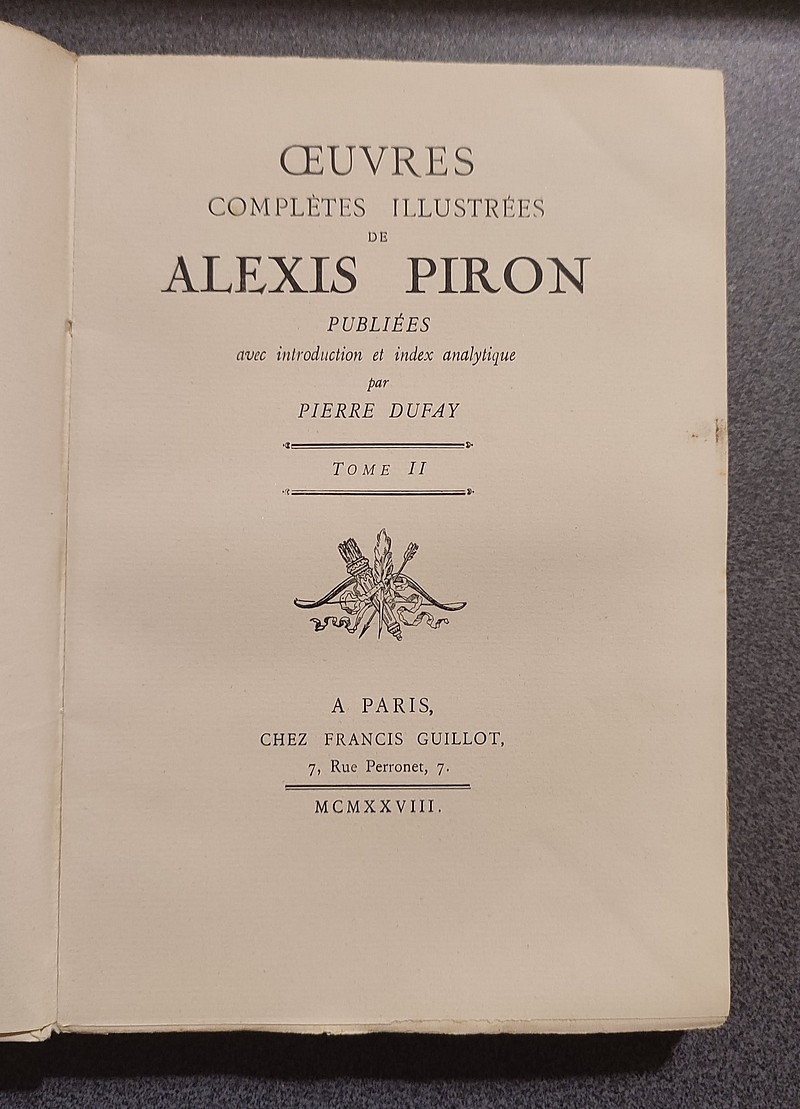 ŒUVRES
COMPLÈTES ILLUSTRÉES
DE
ALEXIS PIRON
PUBLIÉES
avec introduction et index analytique
par
PIERRE DUFAY
TOME II
A PARIS,
CHEZ FRANCIS GUILLOT,
7, Rue Perronet, 7.
MCMXXVIII.